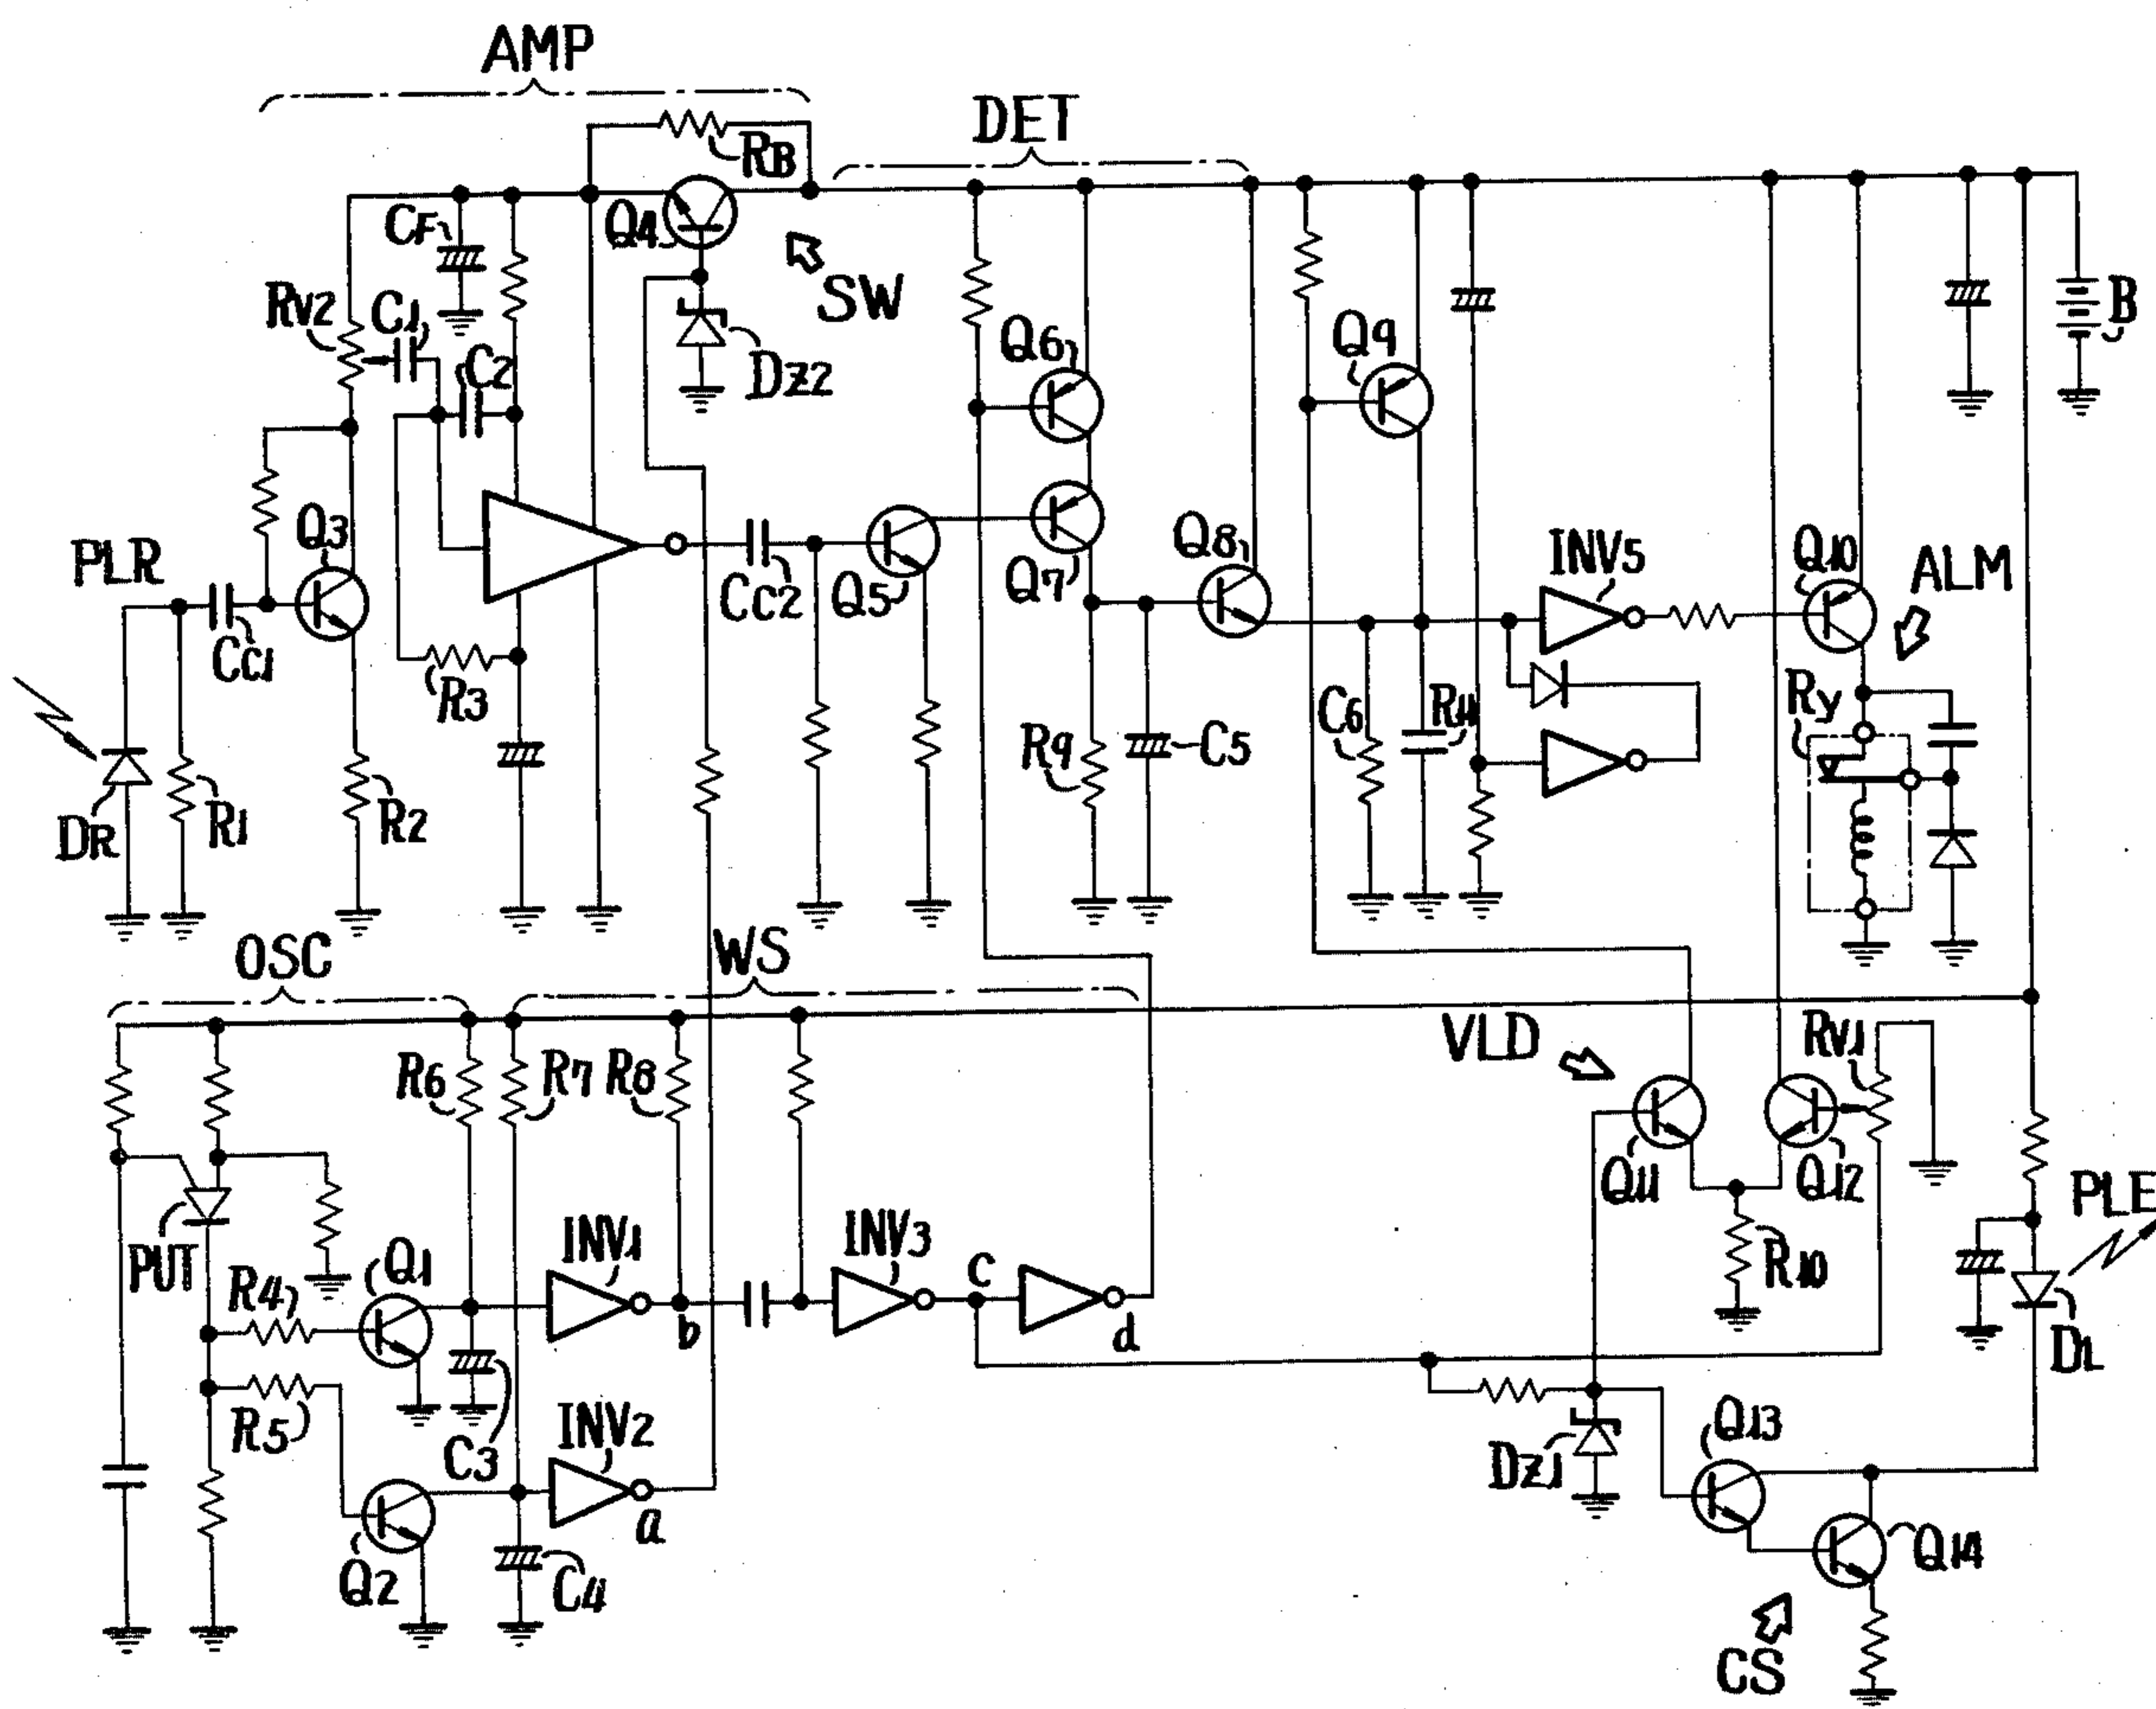 AMP
DET
RB
CF
Q4
SW
RV2
C1
C2
DZ2
Q6
Q9
B
PLR
Q3
CC1
R3
CC2
Q5
Q7
Q8
INV5
Q10
ALM
DR
R1
R2
R9
C5
C6
R11
Ry
OSC
WS
R6
R7
R8
VLD
RV1
Q11
Q12
PLE
PUT
R4
Q1
INV1
b
INV3
c
d
R10
DL
R5
C3
INV2
a
Q2
C4
DZ1
Q13
Q14
CS